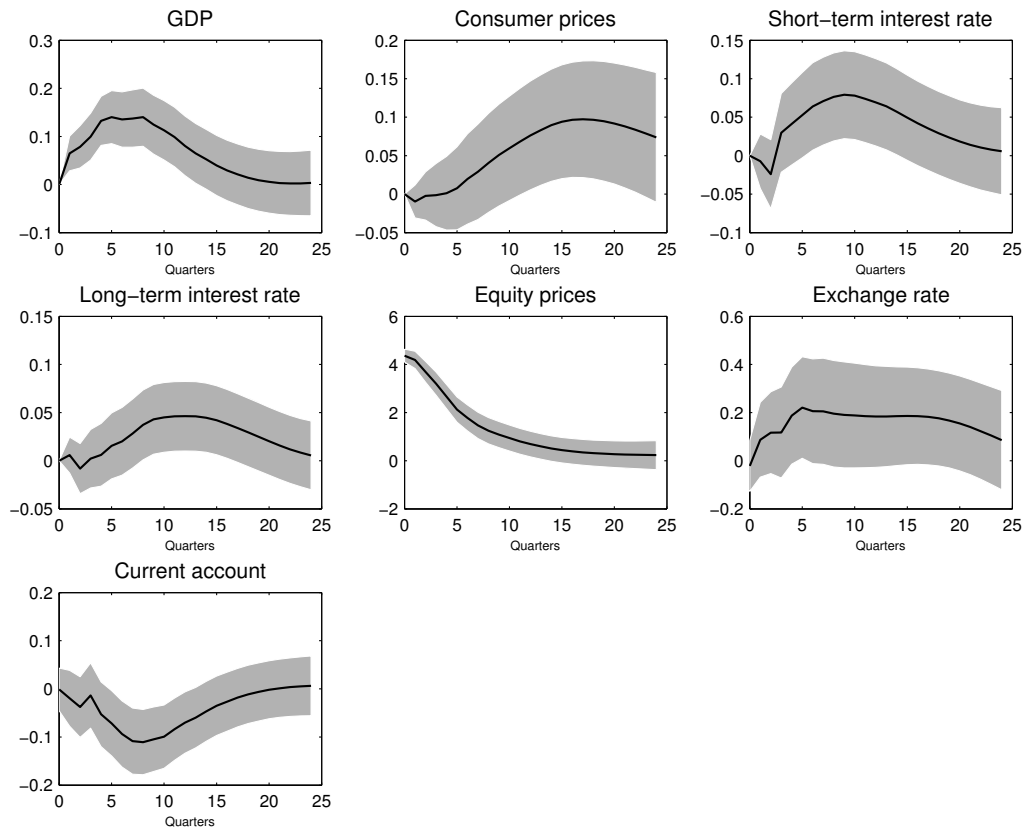 GDP
0.3
0.2
0.1
0
−0.1
0 5 10 15 20 25
Quarters
Consumer prices
0.2
0.15
0.1
0.05
0
−0.05
0 5 10 15 20 25
Quarters
Short−term interest rate
0.15
0.1
0.05
0
−0.05
−0.1
0 5 10 15 20 25
Quarters
Long−term interest rate
0.15
0.1
0.05
0
−0.05
0 5 10 15 20 25
Quarters
Equity prices
6
4
2
0
−2
0 5 10 15 20 25
Quarters
Exchange rate
0.6
0.4
0.2
0
−0.2
0 5 10 15 20 25
Quarters
Current account
0.2
0.1
0
−0.1
−0.2
0 5 10 15 20 25
Quarters